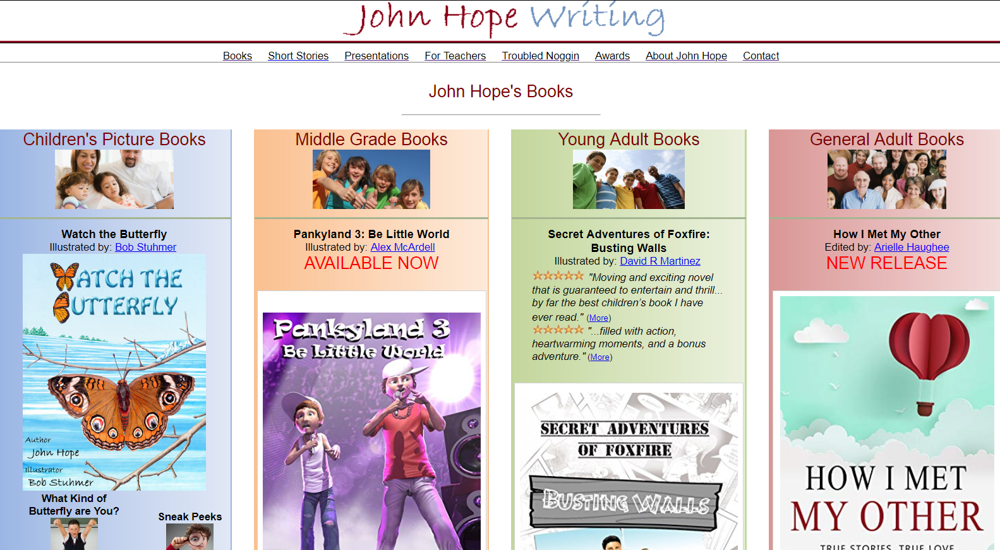 John Hope Writing
Books Short Stories Presentations For Teachers Troubled Noggin Awards About John Hope Contact
John Hope's Books
Children's Picture Books
Watch the Butterfly
Illustrated by: Bob Stuhmer
WATCH THE
BUTTERFLY
Author
John Hope
Illustrator
Bob Stuhmer
What Kind of
Butterfly are You?
Sneak Peeks
Middle Grade Books
Pankyland 3: Be Little World
Illustrated by: Alex McArdell
AVAILABLE NOW
Pankyland 3
Be Little World
Young Adult Books
Secret Adventures of Foxfire:
Busting Walls
Illustrated by: David R Martinez
"Moving and exciting novel
that is guaranteed to entertain and thrill...
by far the best children's book I have
ever read." (More)
"...filled with action,
heartwarming moments, and a bonus
adventure." (More)
SECRET ADVENTURES
OF FOXFIRE
BUSTING WALLS
General Adult Books
How I Met My Other
Edited by: Arielle Haughee
NEW RELEASE
HOW I MET
MY OTHER
TRUE STORIES, TRUE LOVE